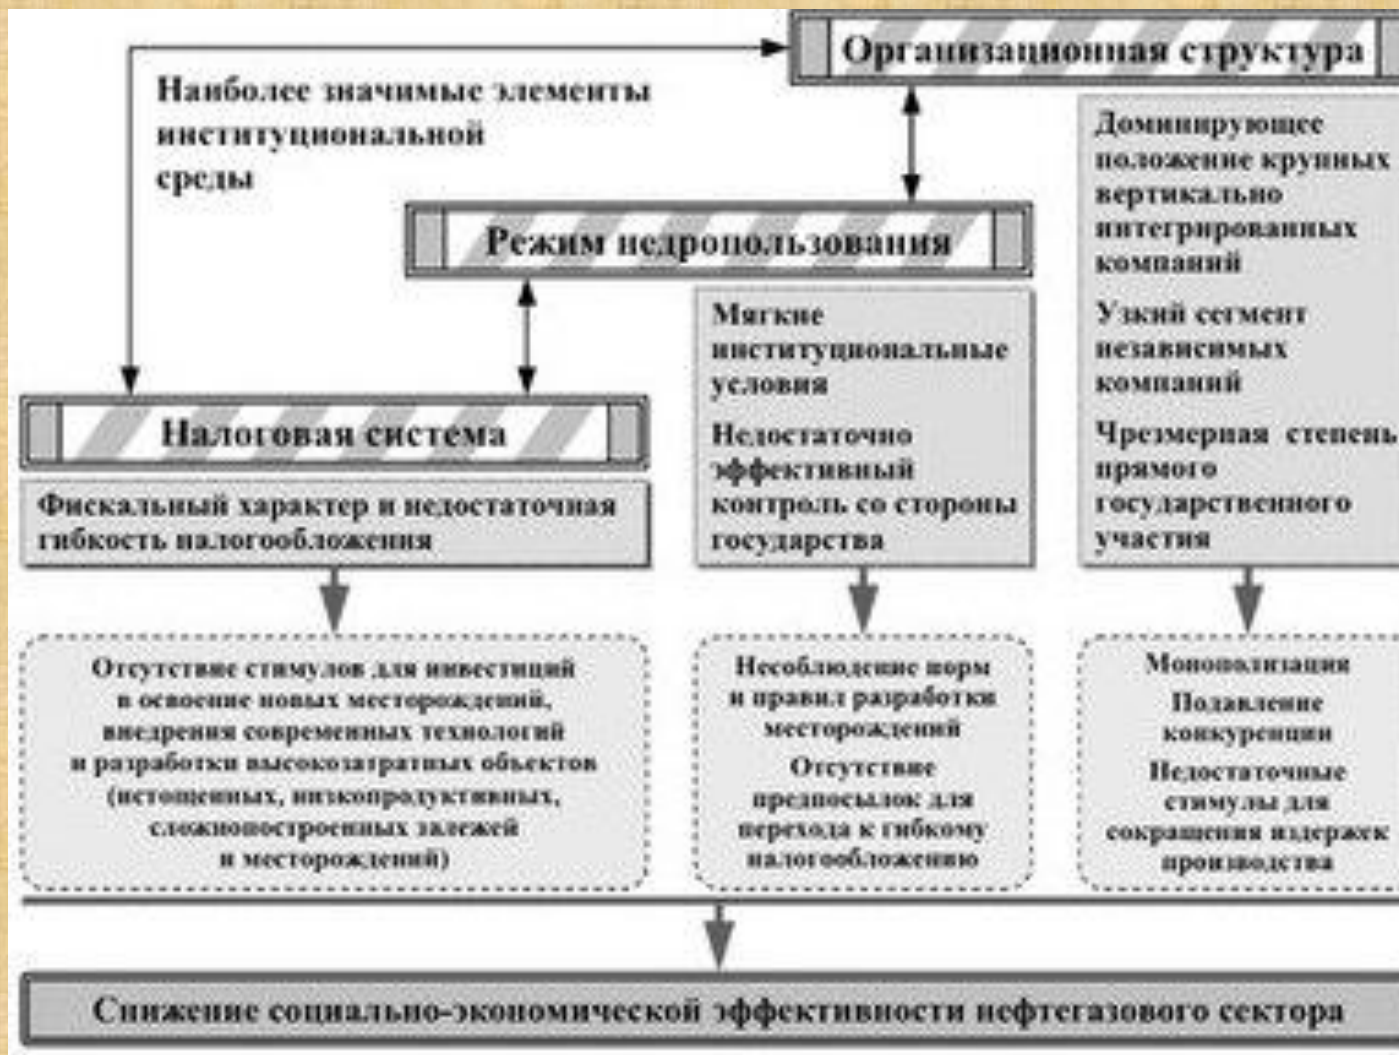 Организационная структура
Наиболее значимые элементы
институциональной
среды
Режим недропользования
Налоговая система
Фискальный характер и недостаточная
гибкость налогообложения
Мягкие
институциональные
условия
Недостаточно
эффективный
контроль со стороны
государства
Доминирующее
положение крупных
вертикально
интегрированных
компаний
Узкий сегмент
независимых
компаний
Чрезмерная степень
прямого
государственного
участия
Отсутствие стимулов для инвестиций
в освоение новых месторождений,
внедрения современных технологий
и разработки высокозатратных объектов
(истощенных, низкопродуктивных,
сложнопостроенных залежей
и месторождений)
Несоблюдение норм
и правил разработки
месторождений
Отсутствие
предпосылок для
перехода к гибкому
налогообложению
Монополизация
Подавление
конкуренции
Недостаточные
стимулы для
сокращения издержек
производства
Снижение социально-экономической эффективности нефтегазового сектора